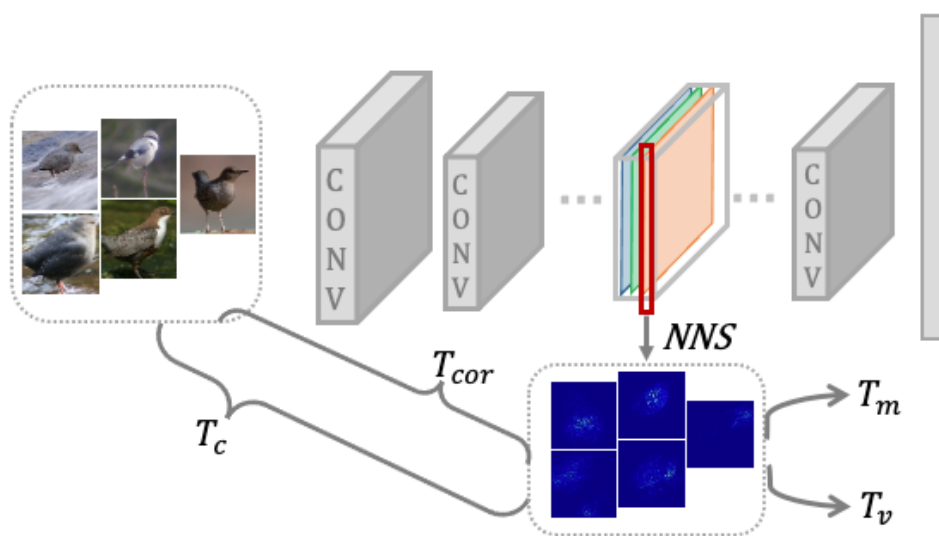 CONV
CONV
CONV
NNS
T_cor
T_c
T_m
T_v